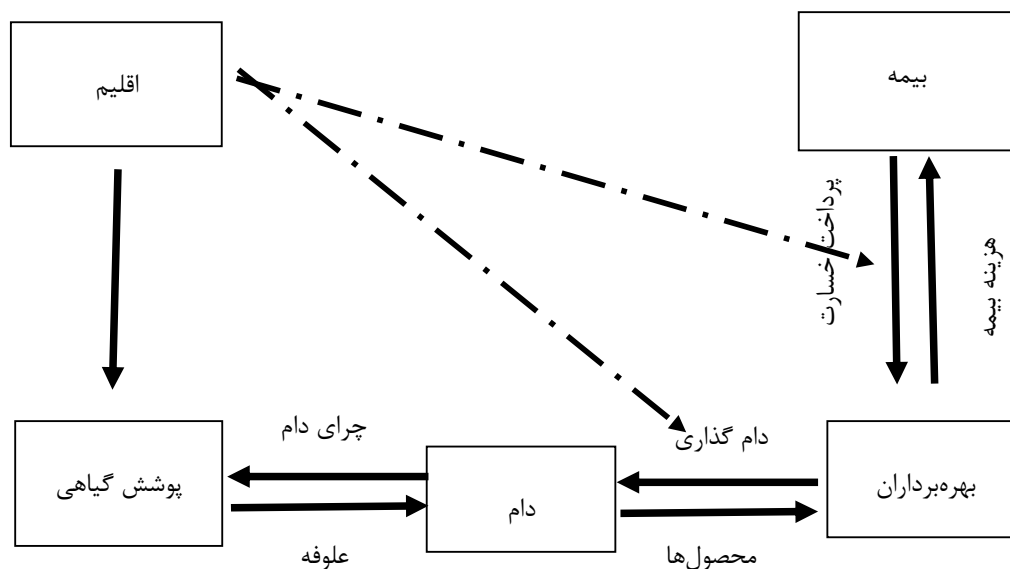 بیمه
اقلیم
پرداخت خسارت
هزینه بیمه
چرای دام
دام گذاری
بهره‌برداران
دام
پوشش گیاهی
محصول‌ها
علوفه